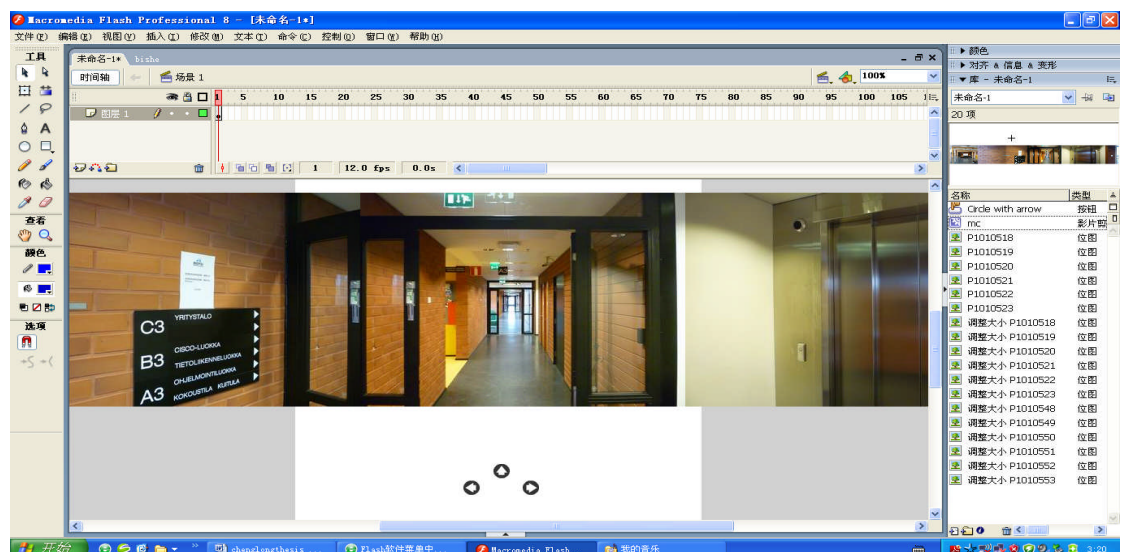 Macromedia Flash Professional 8 - [未命名-1*]
文件(F) 编辑(E) 视图(V) 插入(I) 修改(M) 文本(T) 命令(C) 控制(O) 窗口(W) 帮助(H)
工具
未命名-1* bishe
时间轴 场景 1 100%
1 5 10 15 20 25 30 35 40 45 50 55 60 65 70 75 80 85 90 95 100 105
图层 1
1 12.0 fps 0.0s
查看
颜色
选项
YRITYSTALO
C3
CISCO-LUOKKA
B3 TIETOLIIKENNELUOKKA
OHJELMOINTILUOKKA
A3 KOKOUSTILA KUITULA
颜色
对齐 & 信息 & 变形
库 - 未命名-1
未命名-1
20 项
名称 类型
Circle with arrow 按钮
mc 影片剪
P1010518 位图
P1010519 位图
P1010520 位图
P1010521 位图
P1010522 位图
P1010523 位图
调整大小 P1010518 位图
调整大小 P1010519 位图
调整大小 P1010520 位图
调整大小 P1010521 位图
调整大小 P1010522 位图
调整大小 P1010523 位图
调整大小 P1010548 位图
调整大小 P1010549 位图
调整大小 P1010550 位图
调整大小 P1010551 位图
调整大小 P1010552 位图
调整大小 P1010553 位图
开始 chenglongthesis ... Flash软件菜单中... Macromedia Flash ... 我的音乐 3:20